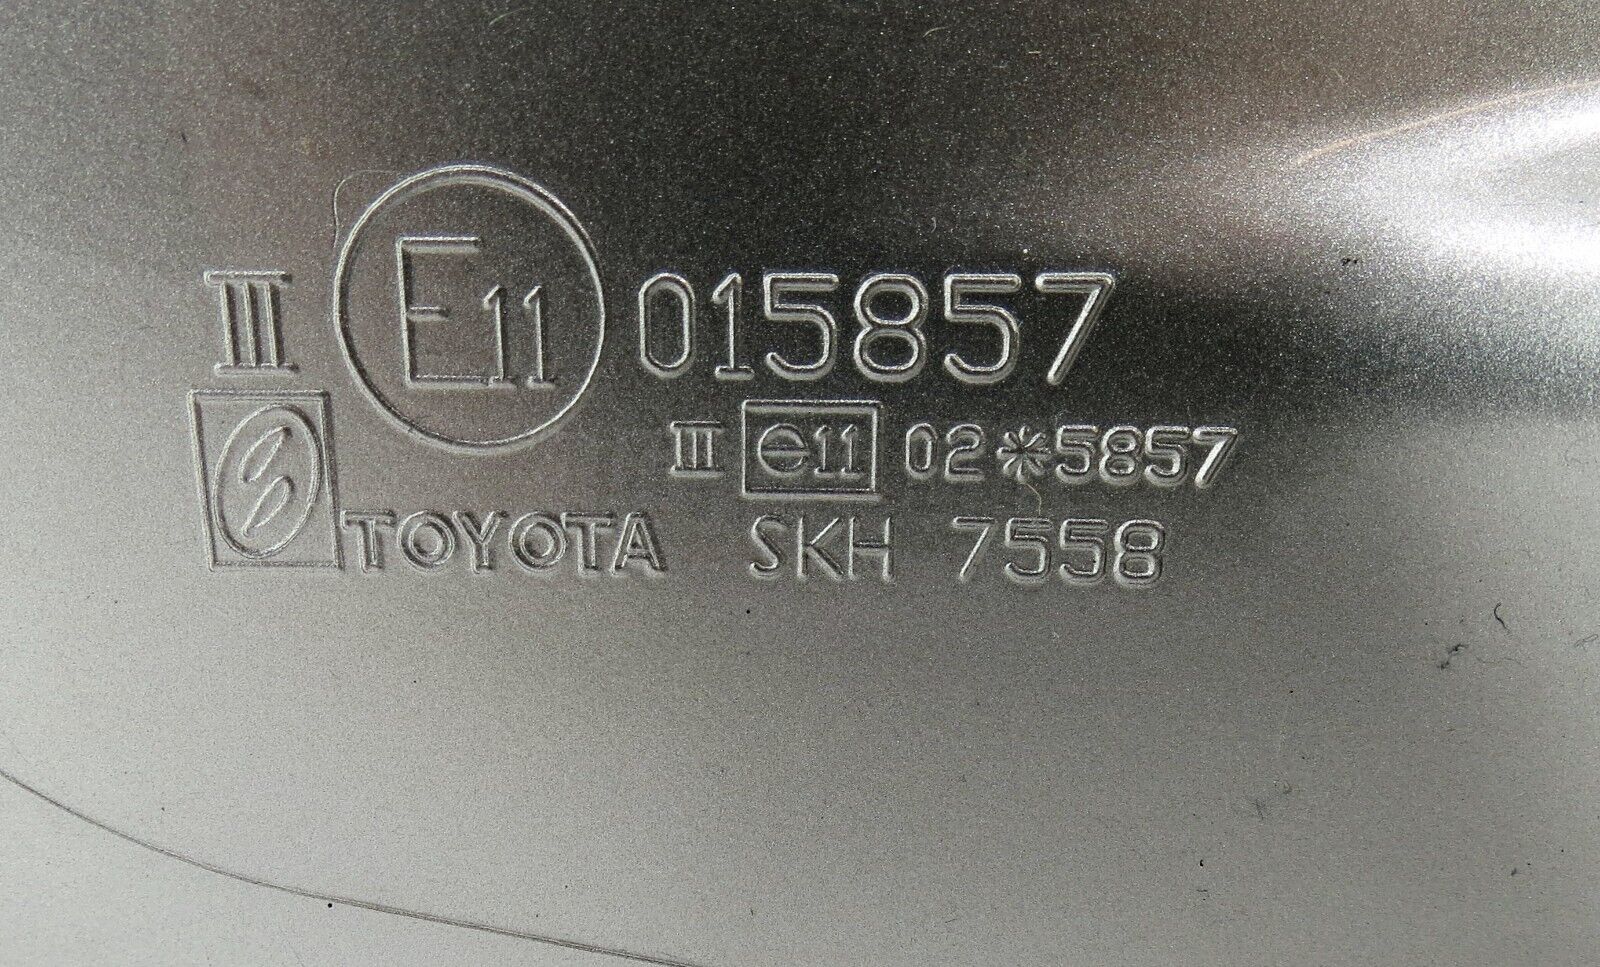 III E11 015857
III e11 02*5857
TOYOTA SKH 7558